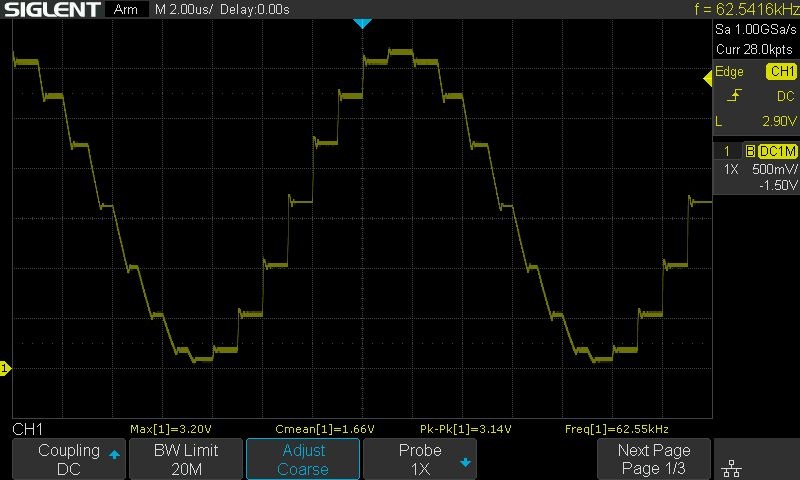 SIGLENT Arm M 2.00us/ Delay:0.00s f = 62.5416kHz
Sa 1.00GSa/s
Curr 28.0kpts
Edge CH1
DC
L 2.90V
1 B DC1M
1X 500mV/
-1.50V
1
CH1 Max[1]=3.20V Cmean[1]=1.66V Pk-Pk[1]=3.14V Freq[1]=62.55kHz
Coupling BW Limit Adjust Probe Next Page
DC 20M Coarse 1X Page 1/3